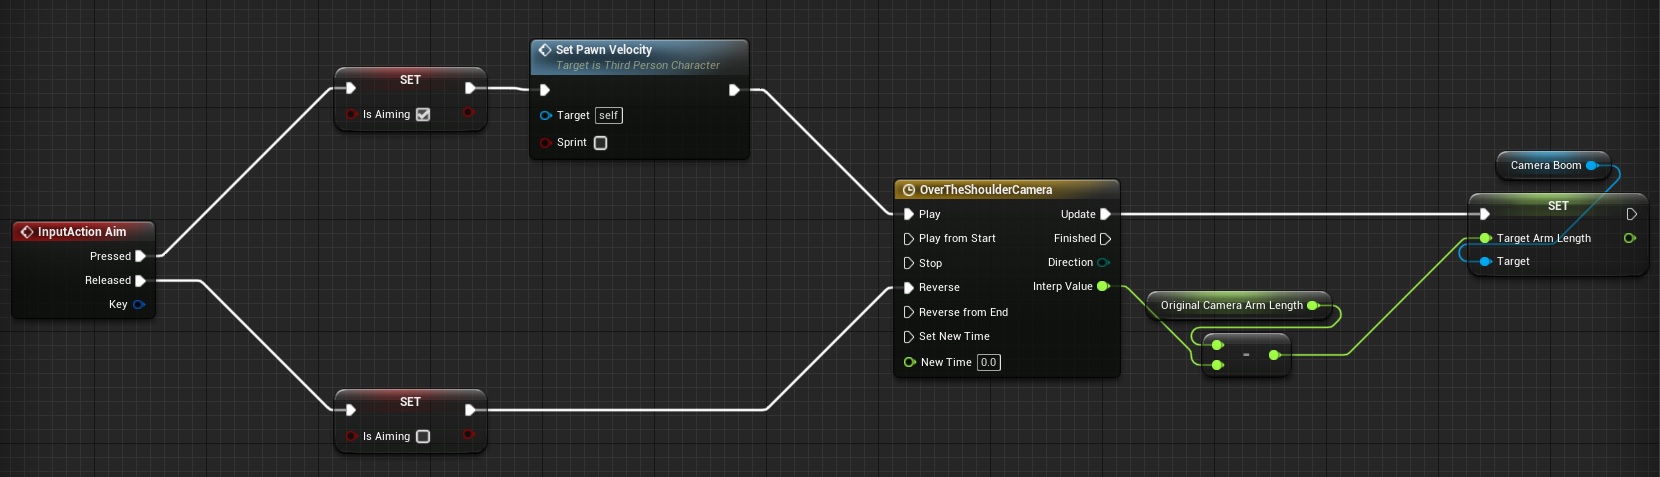 InputAction Aim
Pressed
Released
Key
SET
Is Aiming
Set Pawn Velocity
Target is Third Person Character
Target self
Sprint
SET
Is Aiming
OverTheShoulderCamera
Play Update
Play from Start Finished
Stop Direction
Reverse Interp Value
Reverse from End
Set New Time
New Time 0.0
Original Camera Arm Length
-
Camera Boom
SET
Target Arm Length
Target